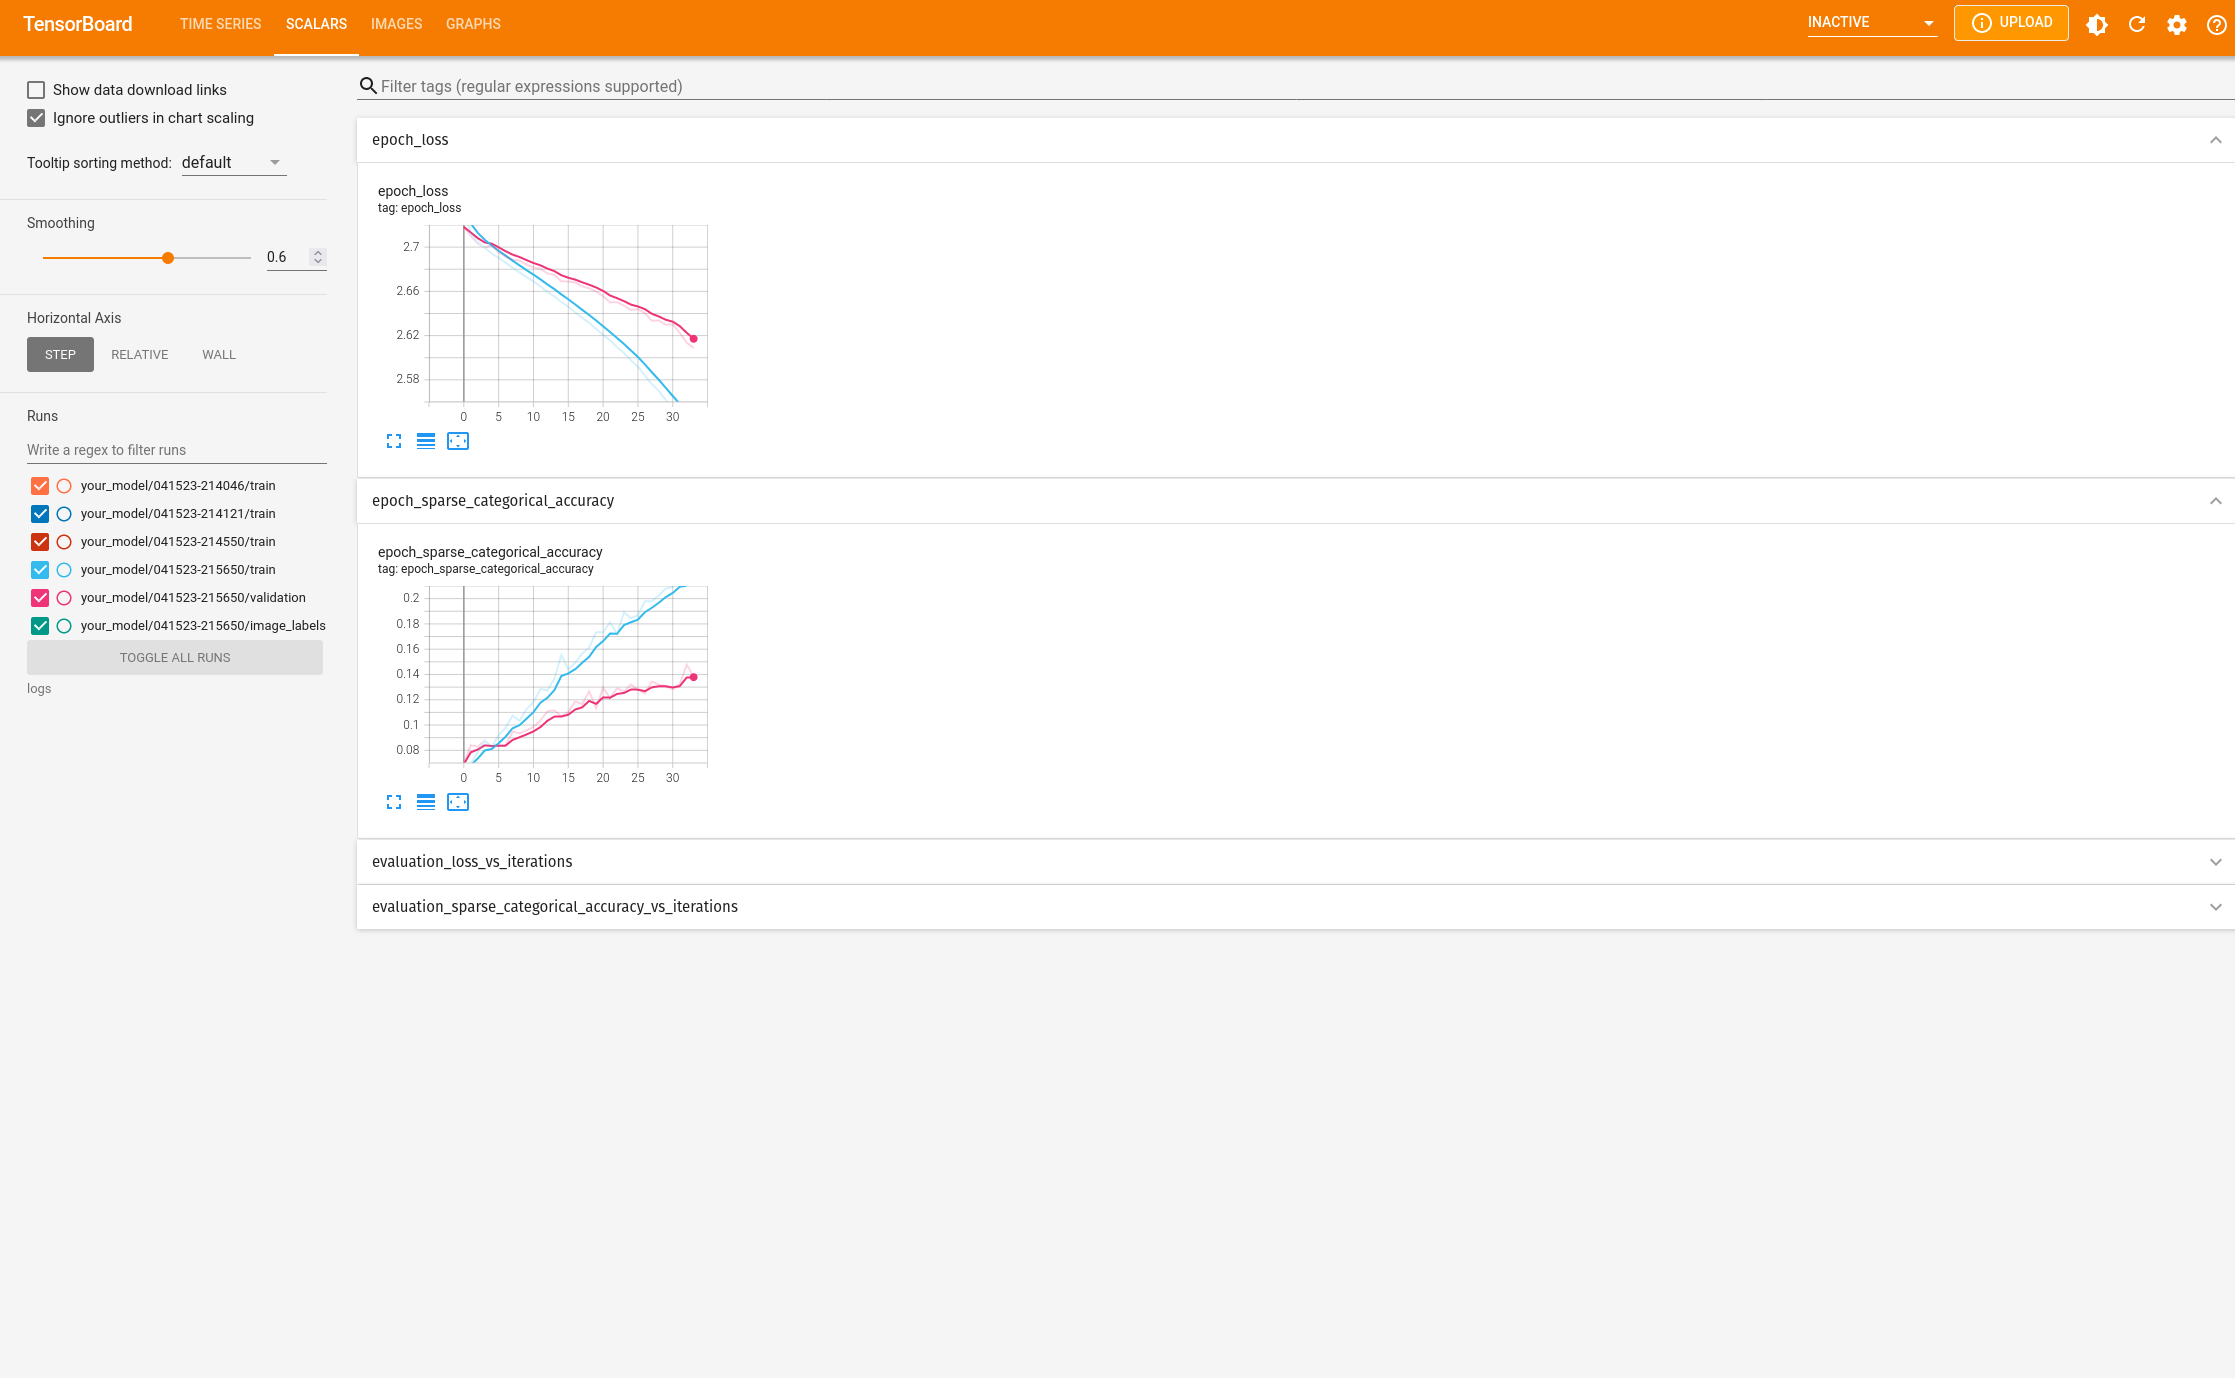 TensorBoard
TIME SERIES SCALARS IMAGES GRAPHS
INACTIVE
UPLOAD
Show data download links
Ignore outliers in chart scaling
Tooltip sorting method: default
Smoothing
0.6
Horizontal Axis
STEP RELATIVE WALL
Runs
Write a regex to filter runs
your_model/041523-214046/train
your_model/041523-214121/train
your_model/041523-214550/train
your_model/041523-215650/train
your_model/041523-215650/validation
your_model/041523-215650/image_labels
TOGGLE ALL RUNS
logs
Filter tags (regular expressions supported)
epoch_loss
epoch_loss
tag: epoch_loss
2.7
2.66
2.62
2.58
0 5 10 15 20 25 30
epoch_sparse_categorical_accuracy
epoch_sparse_categorical_accuracy
tag: epoch_sparse_categorical_accuracy
0.2
0.18
0.16
0.14
0.12
0.1
0.08
0 5 10 15 20 25 30
evaluation_loss_vs_iterations
evaluation_sparse_categorical_accuracy_vs_iterations